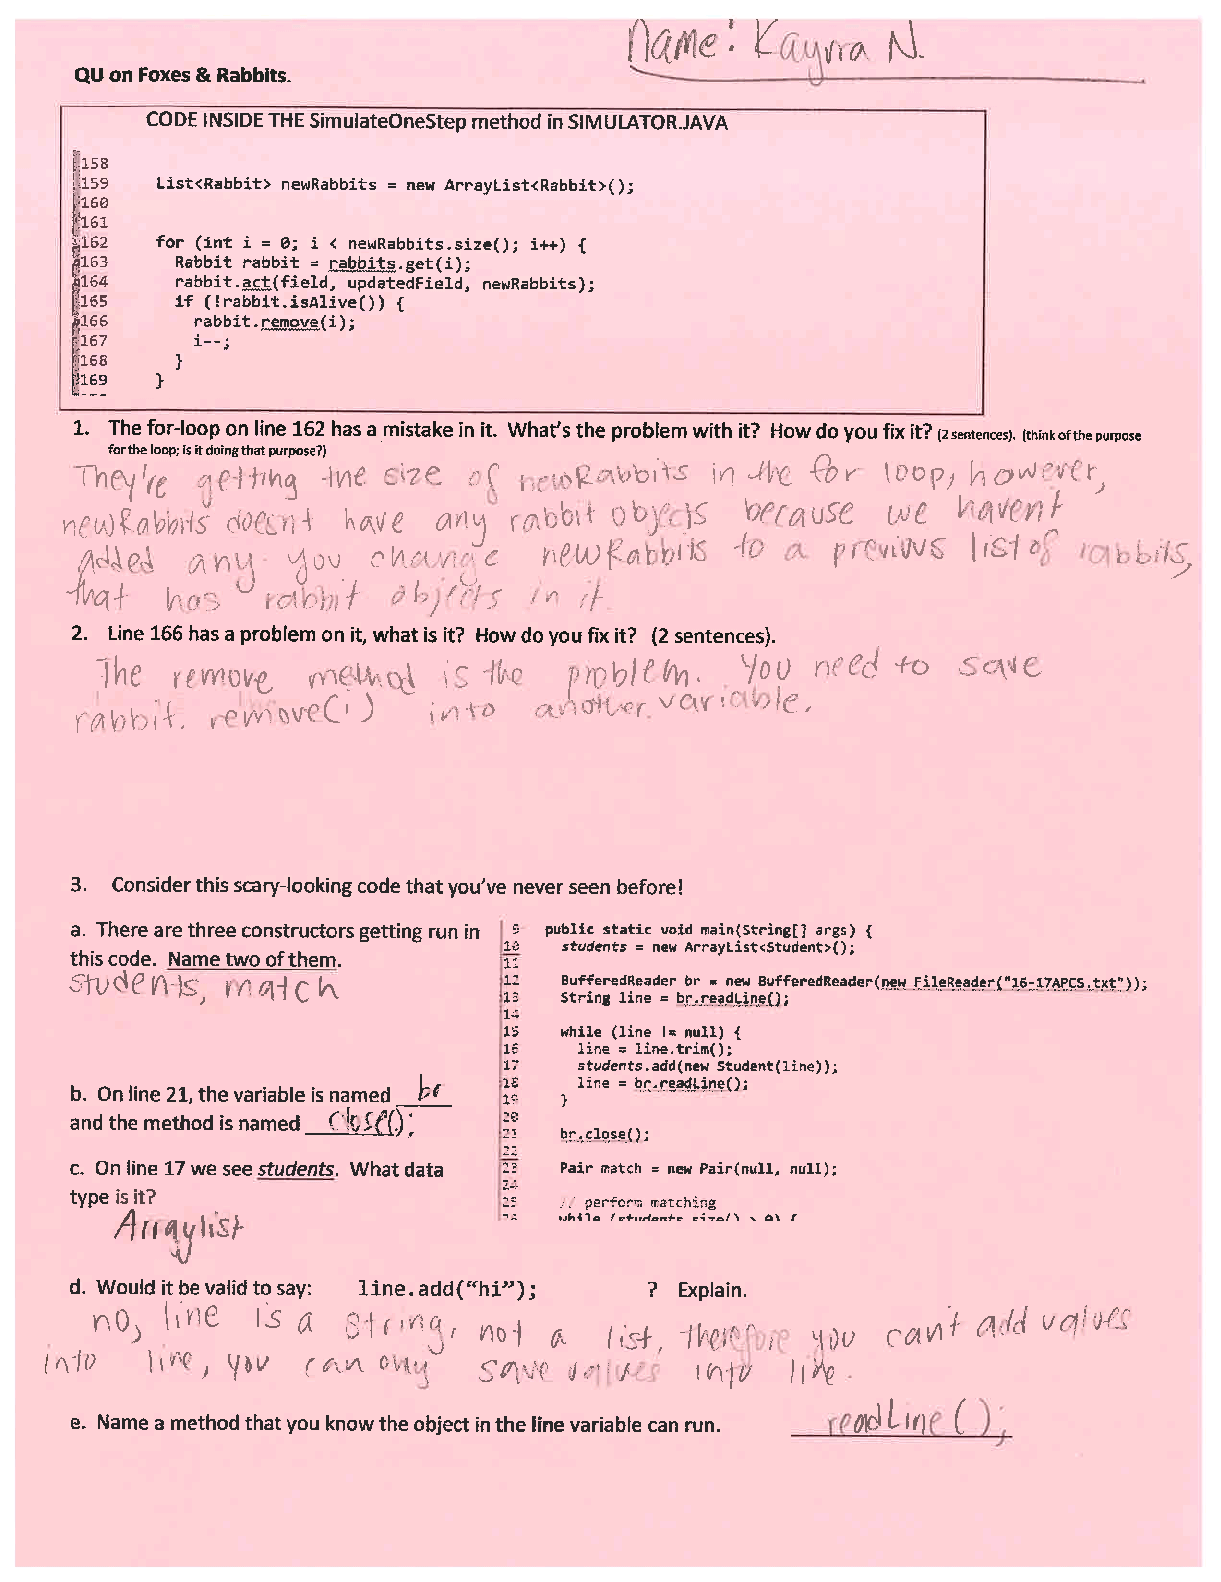 name: Kayra N.
QU on Foxes & Rabbits.
CODE INSIDE THE SimulateOneStep method in SIMULATOR.JAVA
158
159 List<Rabbit> newRabbits = new ArrayList<Rabbit>();
160
161
162 for (int i = 0; i < newRabbits.size(); i++) {
163 Rabbit rabbit = rabbits.get(i);
164 rabbit.act(field, updatedField, newRabbits);
165 if (!rabbit.isAlive()) {
166 rabbit.remove(i);
167 i--;
168 }
169 }
1. The for-loop on line 162 has a mistake in it. What's the problem with it? How do you fix it? (2 sentences). (think of the purpose
for the loop; is it doing that purpose?)
They're getting the size of newRabbits in the for loop, however,
newRabbits doesn't have any rabbit objects because we havent
added any. you change newRabbits to a previous list of rabbits,
that has rabbit objects in it.
2. Line 166 has a problem on it, what is it? How do you fix it? (2 sentences).
The remove method is the problem. You need to save
rabbit. remove(i) into another variable.
3. Consider this scary-looking code that you've never seen before!
a. There are three constructors getting run in
this code. Name two of them.
students, match
b. On line 21, the variable is named br
and the method is named close();
c. On line 17 we see students. What data
type is it?
Arraylist
9 public static void main(String[] args) {
10 students = new ArrayList<Student>();
11
12 BufferedReader br = new BufferedReader(new FileReader("16-17APCS.txt"));
13 String line = br.readLine();
14
15 while (line != null) {
16 line = line.trim();
17 students.add(new Student(line));
18 line = br.readLine();
19 }
20
21 br.close();
22
23 Pair match = new Pair(null, null);
24
25 // perform matching
26 while (students.size() > 0) {
d. Would it be valid to say: line.add("hi"); ? Explain.
no, line is a string, not a list, therefore you can't add values
into line, you can only save values into line.
e. Name a method that you know the object in the line variable can run. readLine();